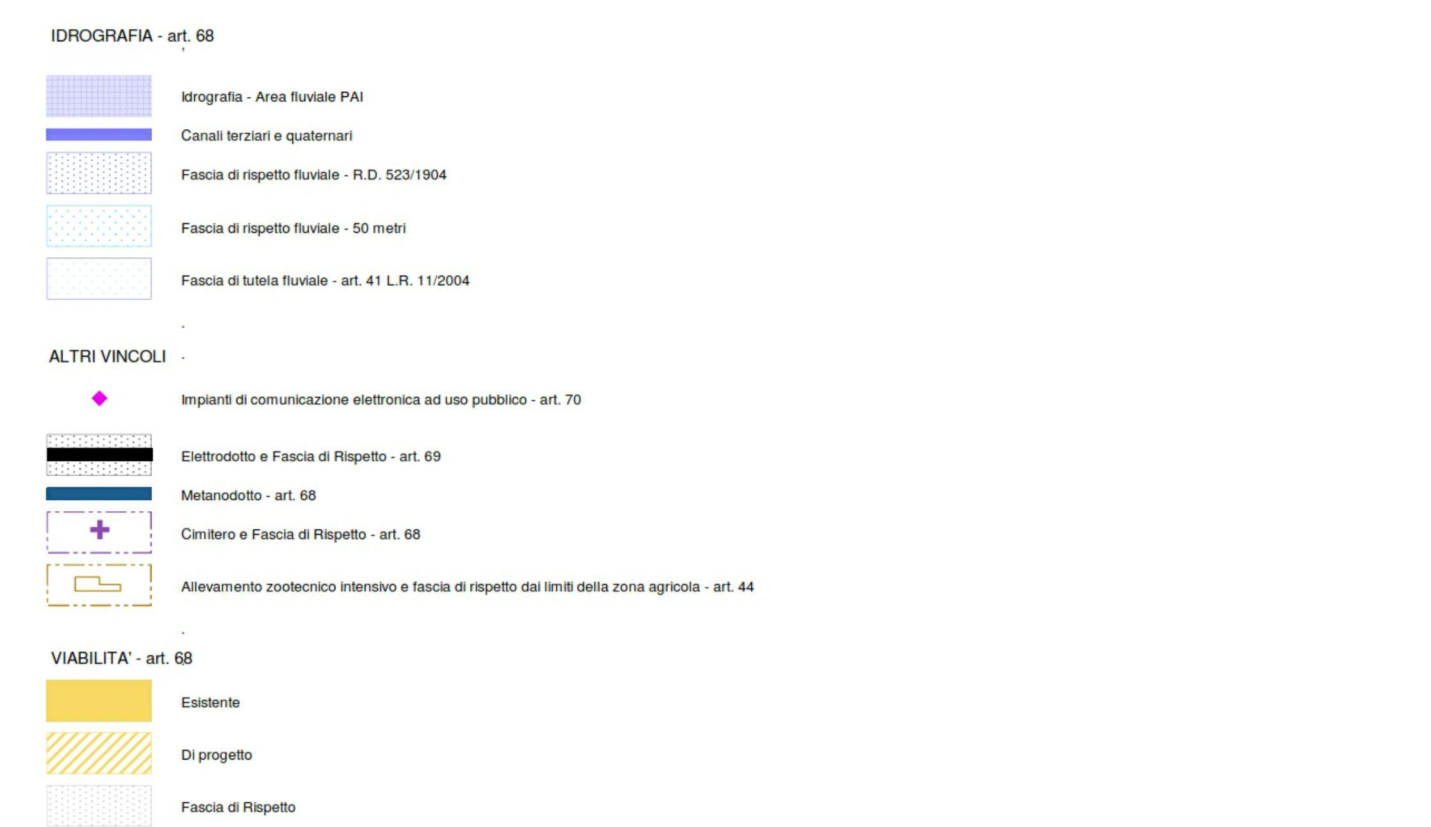 IDROGRAFIA - art. 68
Idrografia - Area fluviale PAI
Canali terziari e quaternari
Fascia di rispetto fluviale - R.D. 523/1904
Fascia di rispetto fluviale - 50 metri
Fascia di tutela fluviale - art. 41 L.R. 11/2004
ALTRI VINCOLI
Impianti di comunicazione elettronica ad uso pubblico - art. 70
Elettrodotto e Fascia di Rispetto - art. 69
Metanodotto - art. 68
Cimitero e Fascia di Rispetto - art. 68
Allevamento zootecnico intensivo e fascia di rispetto dai limiti della zona agricola - art. 44
VIABILITA' - art. 68
Esistente
Di progetto
Fascia di Rispetto